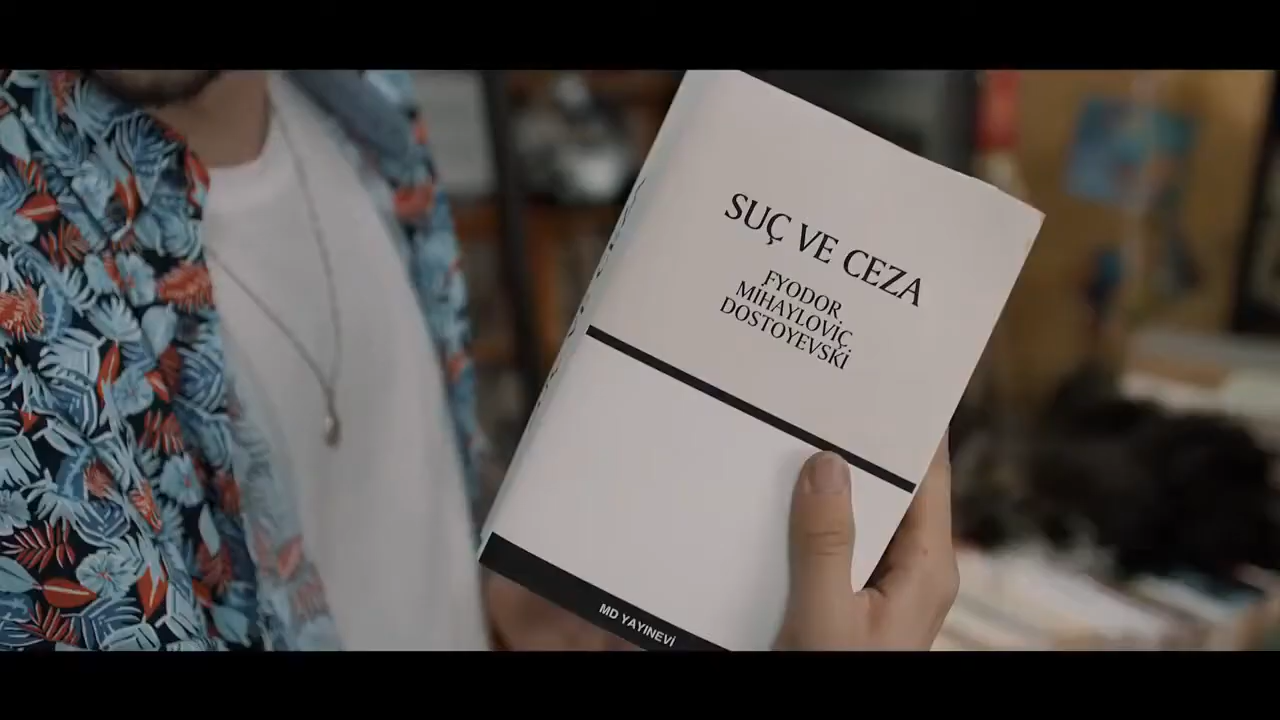 SUÇ VE CEZA
FYODOR
MİHAYLOVİÇ
DOSTOYEVSKİ
MD YAYINEVİ